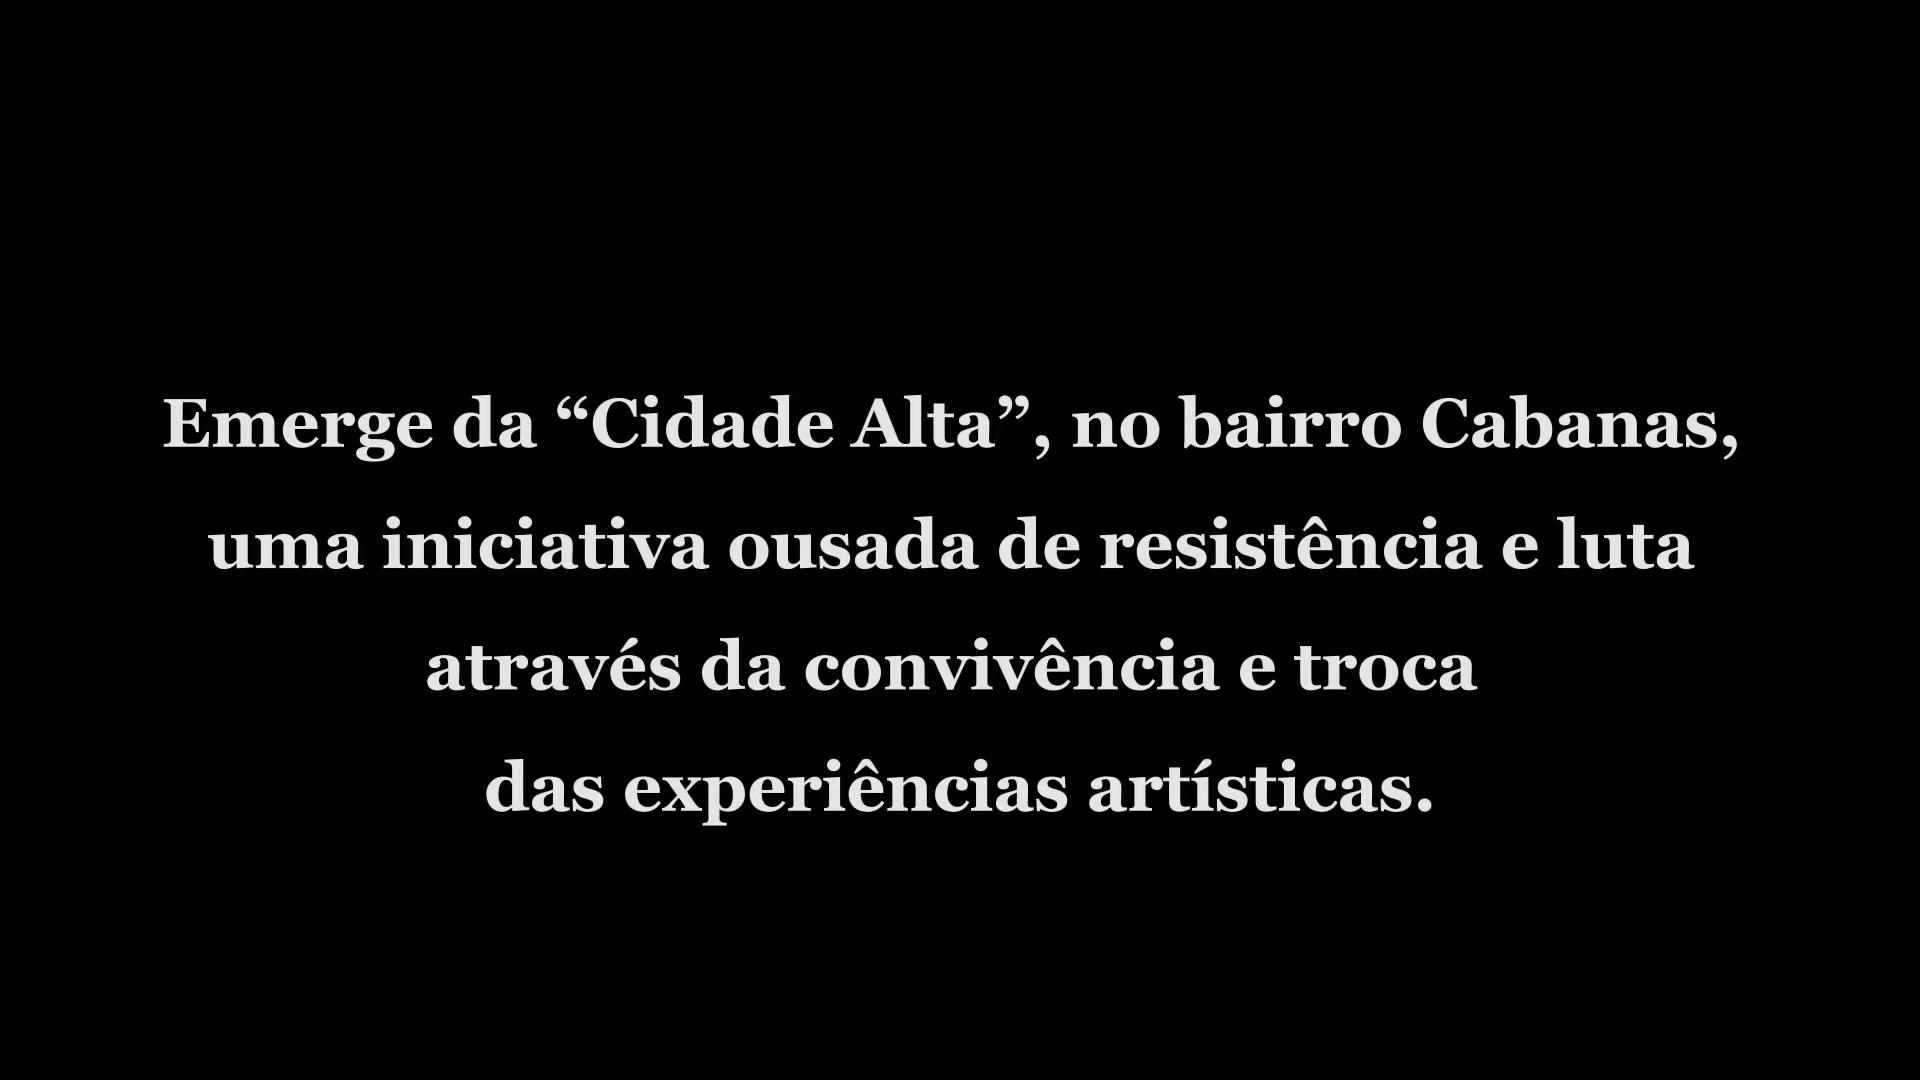 Emerge da “Cidade Alta”, no bairro Cabanas,
uma iniciativa ousada de resistência e luta
através da convivência e troca
das experiências artísticas.